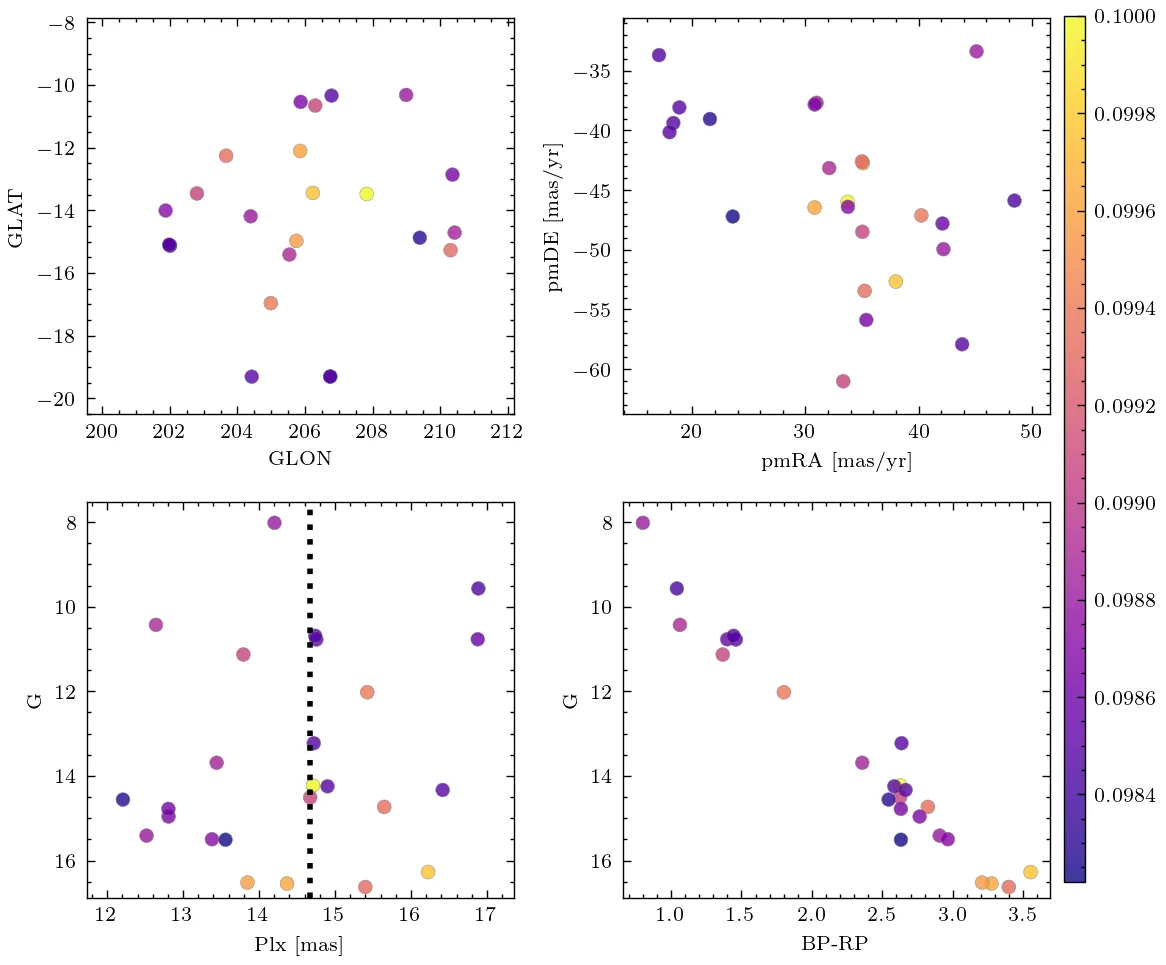 −8
−10
−12
−14
−16
−18
−20
GLAT
200 202 204 206 208 210 212
GLON
−35
−40
−45
−50
−55
−60
pmDE [mas/yr]
20 30 40 50
pmRA [mas/yr]
8
10
12
14
16
G
12 13 14 15 16 17
Plx [mas]
8
10
12
14
16
G
1.0 1.5 2.0 2.5 3.0 3.5
BP-RP
0.1000
0.0998
0.0996
0.0994
0.0992
0.0990
0.0988
0.0986
0.0984